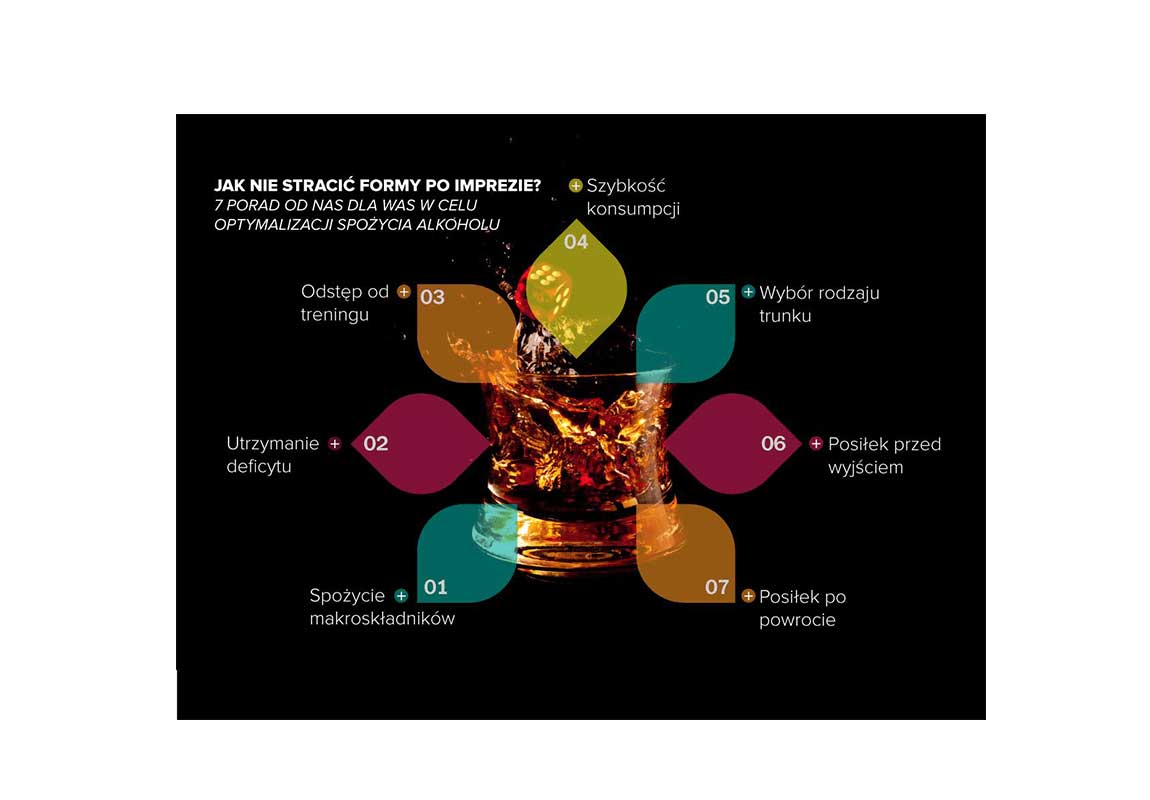 JAK NIE STRACIĆ FORMY PO IMPREZIE?
7 PORAD OD NAS DLA WAS W CELU
OPTYMALIZACJI SPOŻYCIA ALKOHOLU
Spożycie
makroskładników
01
Utrzymanie
deficytu
02
Odstęp od
treningu
03
Szybkość
konsumpcji
04
05
Wybór rodzaju
trunku
06
Posiłek przed
wyjściem
07
Posiłek po
powrocie